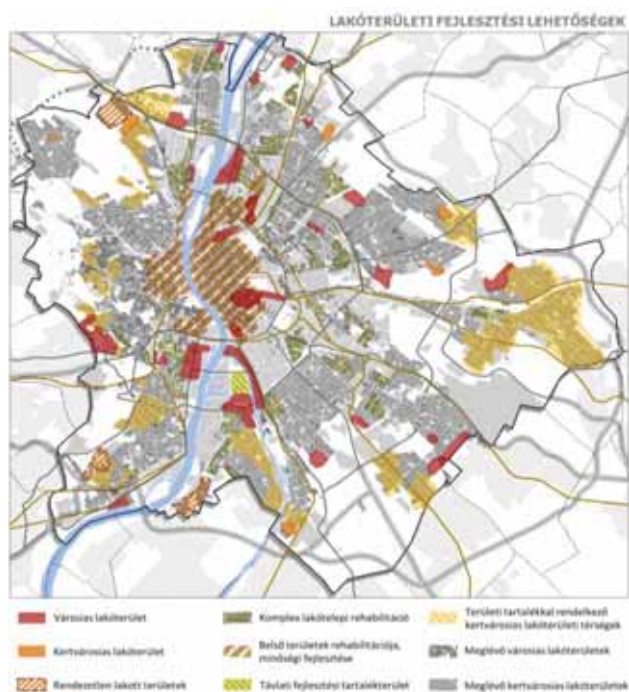 LAKÓTERÜLETI FEJLESZTÉSI LEHETŐSÉGEK
Városias lakóterület
Kertvárosias lakóterület
Rendezetlen lakott területek
Komplex lakótelepi rehabilitáció
Belső területek rehabilitációja,
minőségi fejlesztése
Távlati fejlesztési tartalékterület
Területi tartalékkal rendelkező
kertvárosias lakóterületi térségek
Meglévő városias lakóterületek
Meglévő kertvárosias lakóterületek